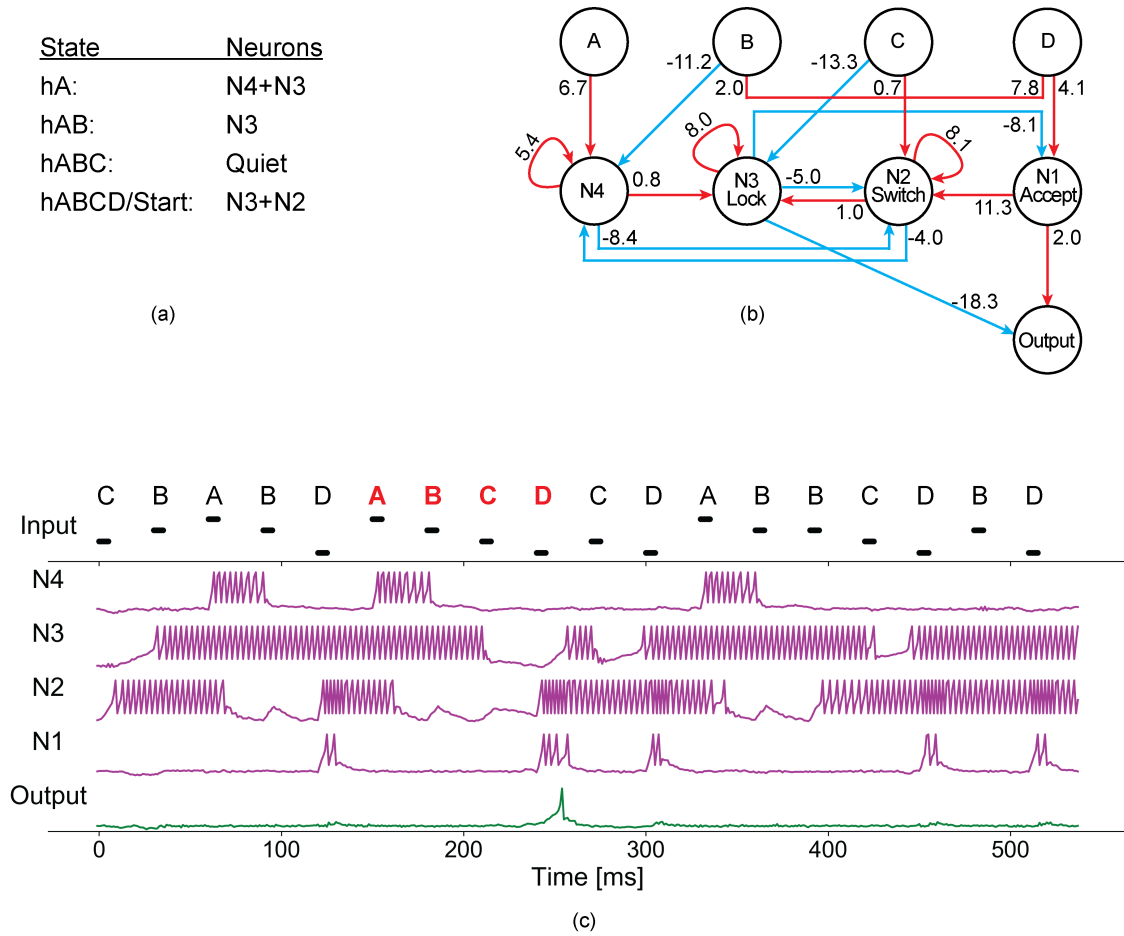 State Neurons
hA: N4+N3
hAB: N3
hABC: Quiet
hABCD/Start: N3+N2
(a)
A B C D
-11.2 -13.3
6.7 2.0 0.7 7.8 4.1
5.4 8.0 8.1 -8.1
N4 0.8 N3 Lock -5.0 1.0 N2 Switch 11.3 N1 Accept
-8.4 -4.0 2.0
-18.3
Output
(b)
C B A B D A B C D C D A B B C D B D
Input
N4
N3
N2
N1
Output
0 100 200 300 400 500
Time [ms]
(c)